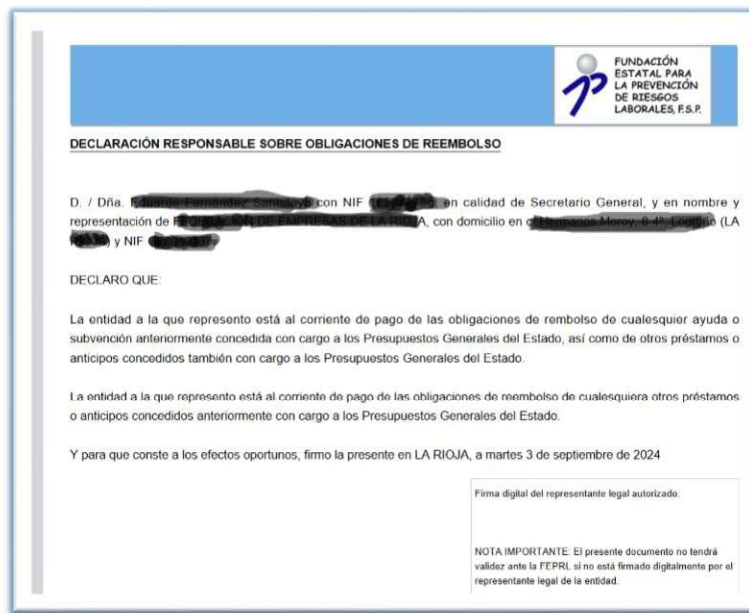 FUNDACIÓN
ESTATAL PARA
LA PREVENCIÓN
DE RIESGOS
LABORALES, F.S.P.
DECLARACIÓN RESPONSABLE SOBRE OBLIGACIONES DE REEMBOLSO
D. / Dña. con NIF en calidad de Secretario General, y en nombre y
representación de , con domicilio en (LA
) y NIF
DECLARO QUE:
La entidad a la que represento está al corriente de pago de las obligaciones de rembolso de cualesquier ayuda o
subvención anteriormente concedida con cargo a los Presupuestos Generales del Estado, así como de otros préstamos o
anticipos concedidos también con cargo a los Presupuestos Generales del Estado.
La entidad a la que represento está al corriente de pago de las obligaciones de reembolso de cualesquiera otros préstamos
o anticipos concedidos anteriormente con cargo a los Presupuestos Generales del Estado.
Y para que conste a los efectos oportunos, firmo la presente en LA RIOJA, a martes 3 de septiembre de 2024
Firma digital del representante legal autorizado:
NOTA IMPORTANTE: El presente documento no tendrá
validez ante la FEPRL si no está firmado digitalmente por el
representante legal de la entidad.